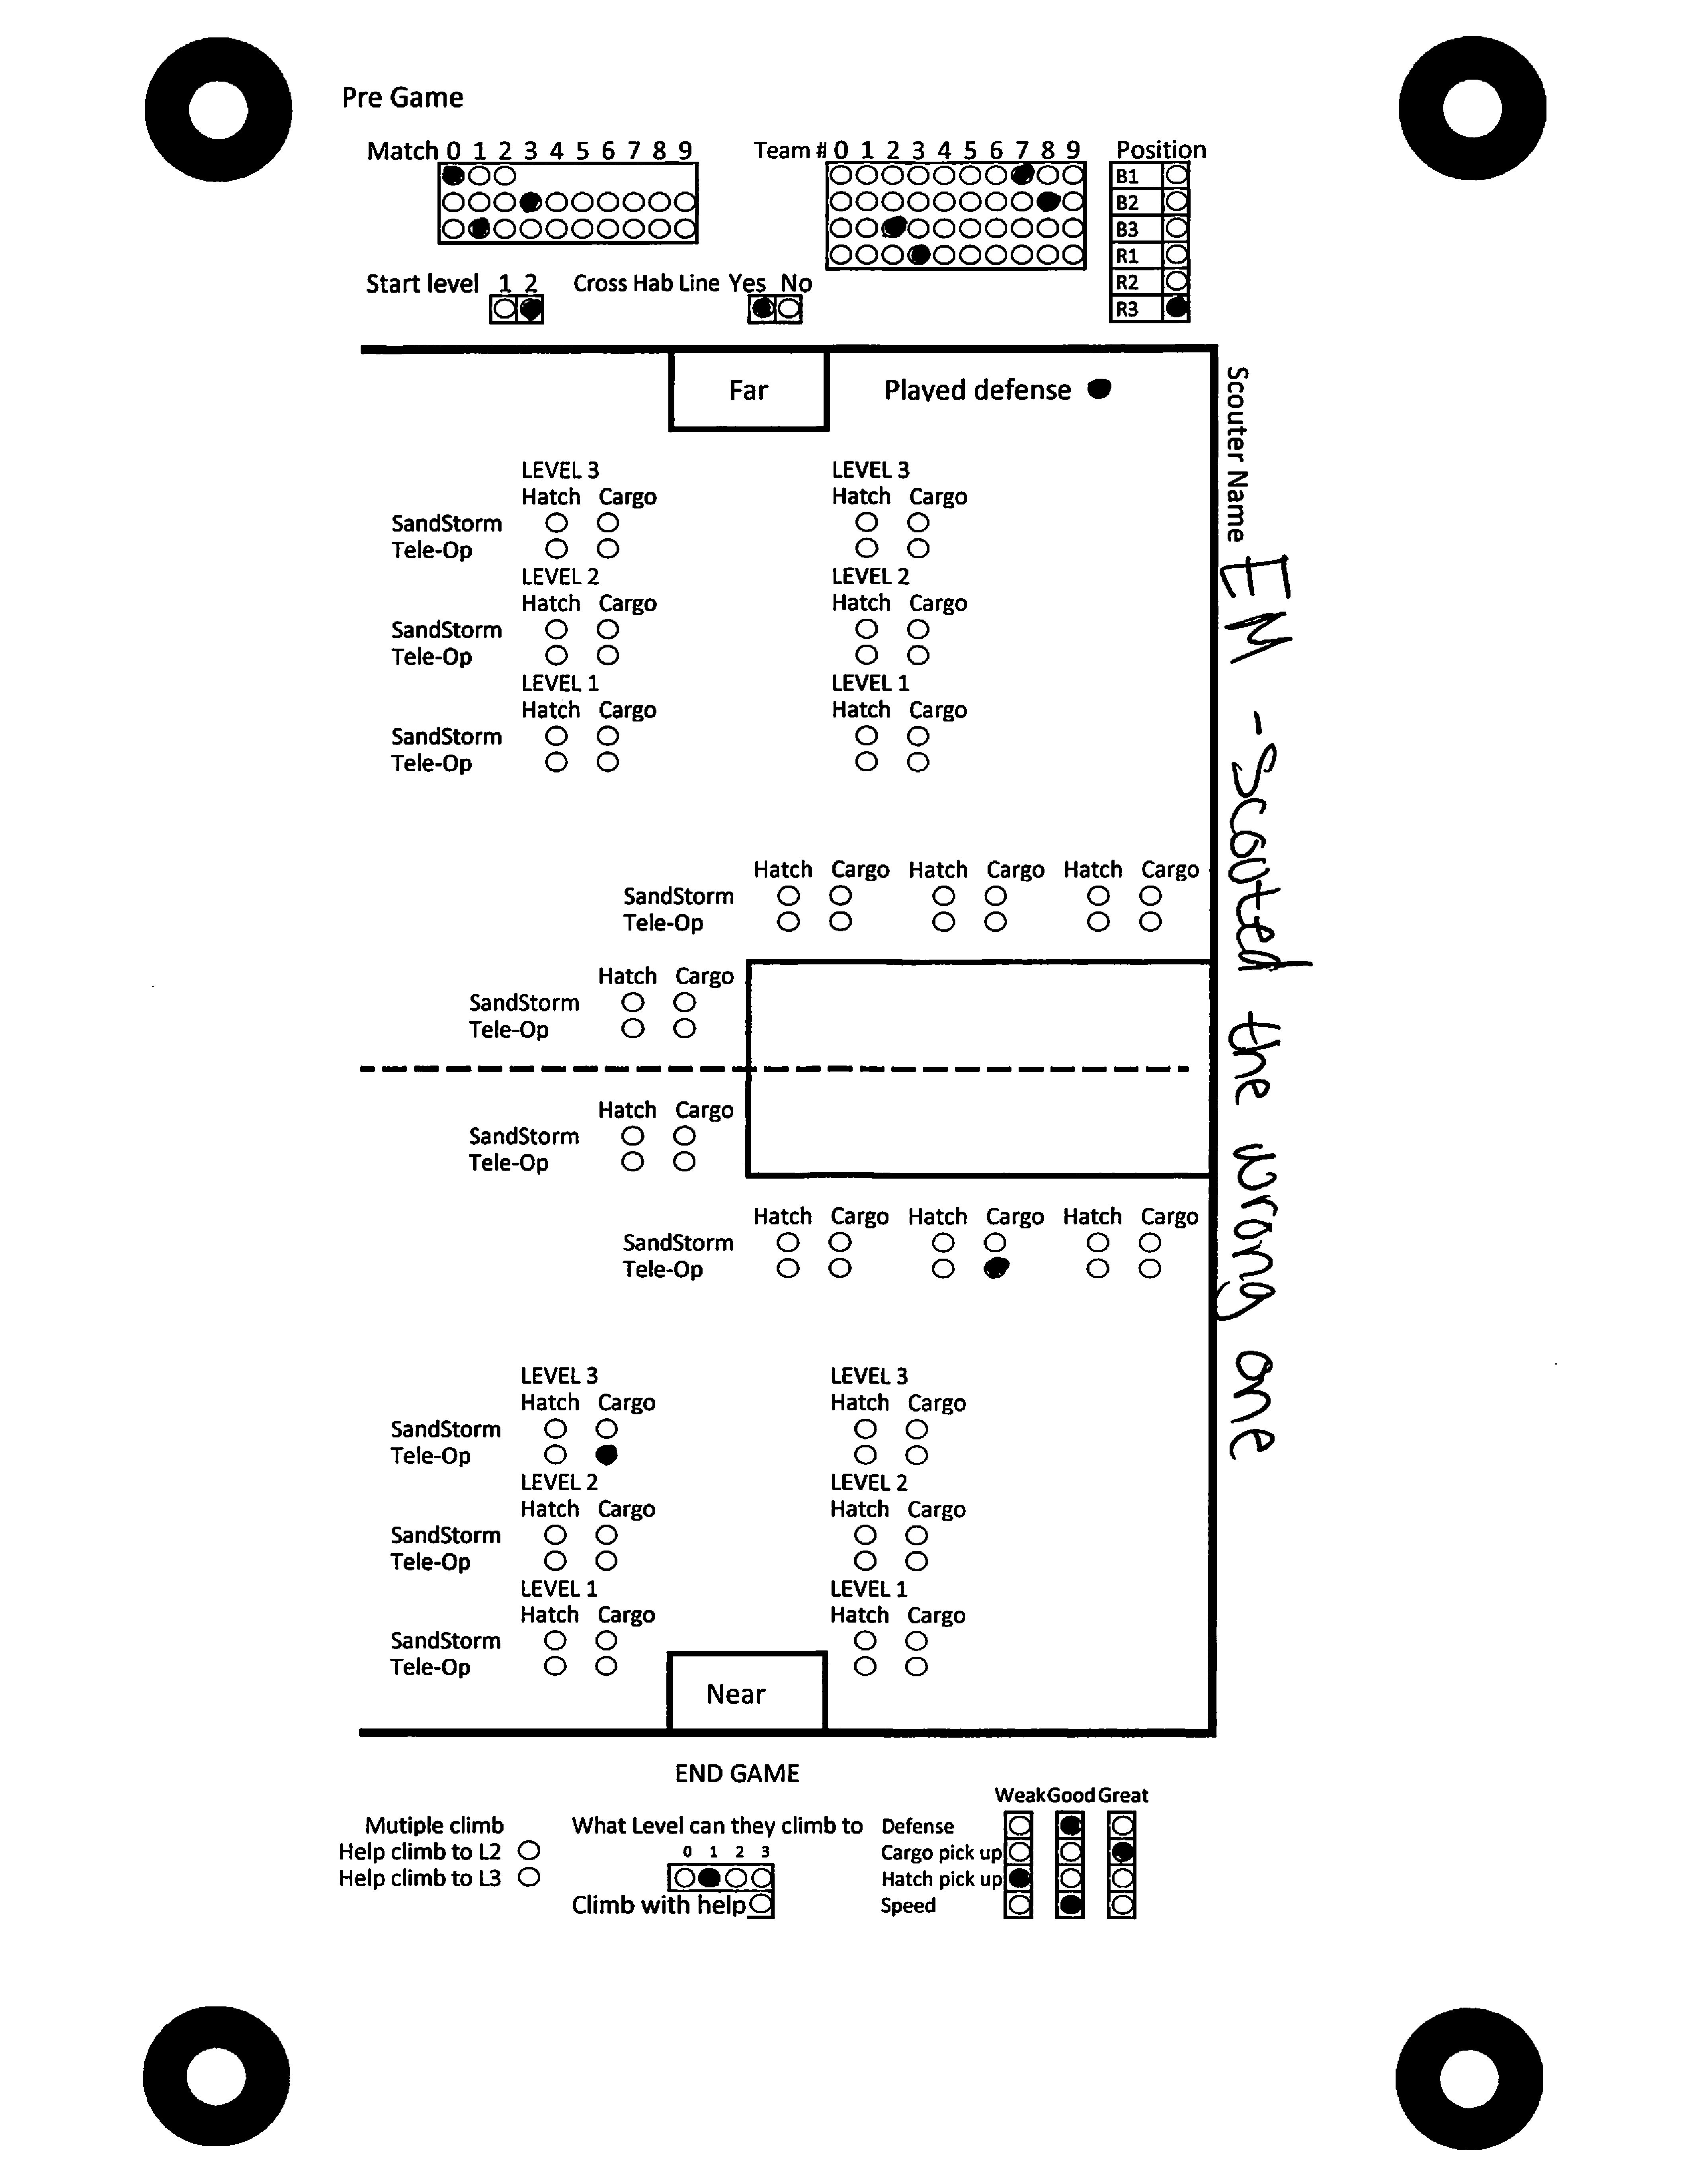 Pre Game
Match 0 1 2 3 4 5 6 7 8 9
Team # 0 1 2 3 4 5 6 7 8 9
Position
B1
B2
B3
R1
R2
R3
Start level 1 2
Cross Hab Line Yes No
Far
Played defense
Scouter Name EM - Scouted the wrong one
LEVEL 3 LEVEL 3
Hatch Cargo Hatch Cargo
SandStorm
Tele-Op
LEVEL 2 LEVEL 2
Hatch Cargo Hatch Cargo
SandStorm
Tele-Op
LEVEL 1 LEVEL 1
Hatch Cargo Hatch Cargo
SandStorm
Tele-Op
Hatch Cargo Hatch Cargo Hatch Cargo
SandStorm
Tele-Op
Hatch Cargo
SandStorm
Tele-Op
Hatch Cargo
SandStorm
Tele-Op
Hatch Cargo Hatch Cargo Hatch Cargo
SandStorm
Tele-Op
LEVEL 3 LEVEL 3
Hatch Cargo Hatch Cargo
SandStorm
Tele-Op
LEVEL 2 LEVEL 2
Hatch Cargo Hatch Cargo
SandStorm
Tele-Op
LEVEL 1 LEVEL 1
Hatch Cargo Hatch Cargo
SandStorm
Tele-Op
Near
END GAME
Mutiple climb
Help climb to L2
Help climb to L3
What Level can they climb to
0 1 2 3
Climb with help
Weak Good Great
Defense
Cargo pick up
Hatch pick up
Speed